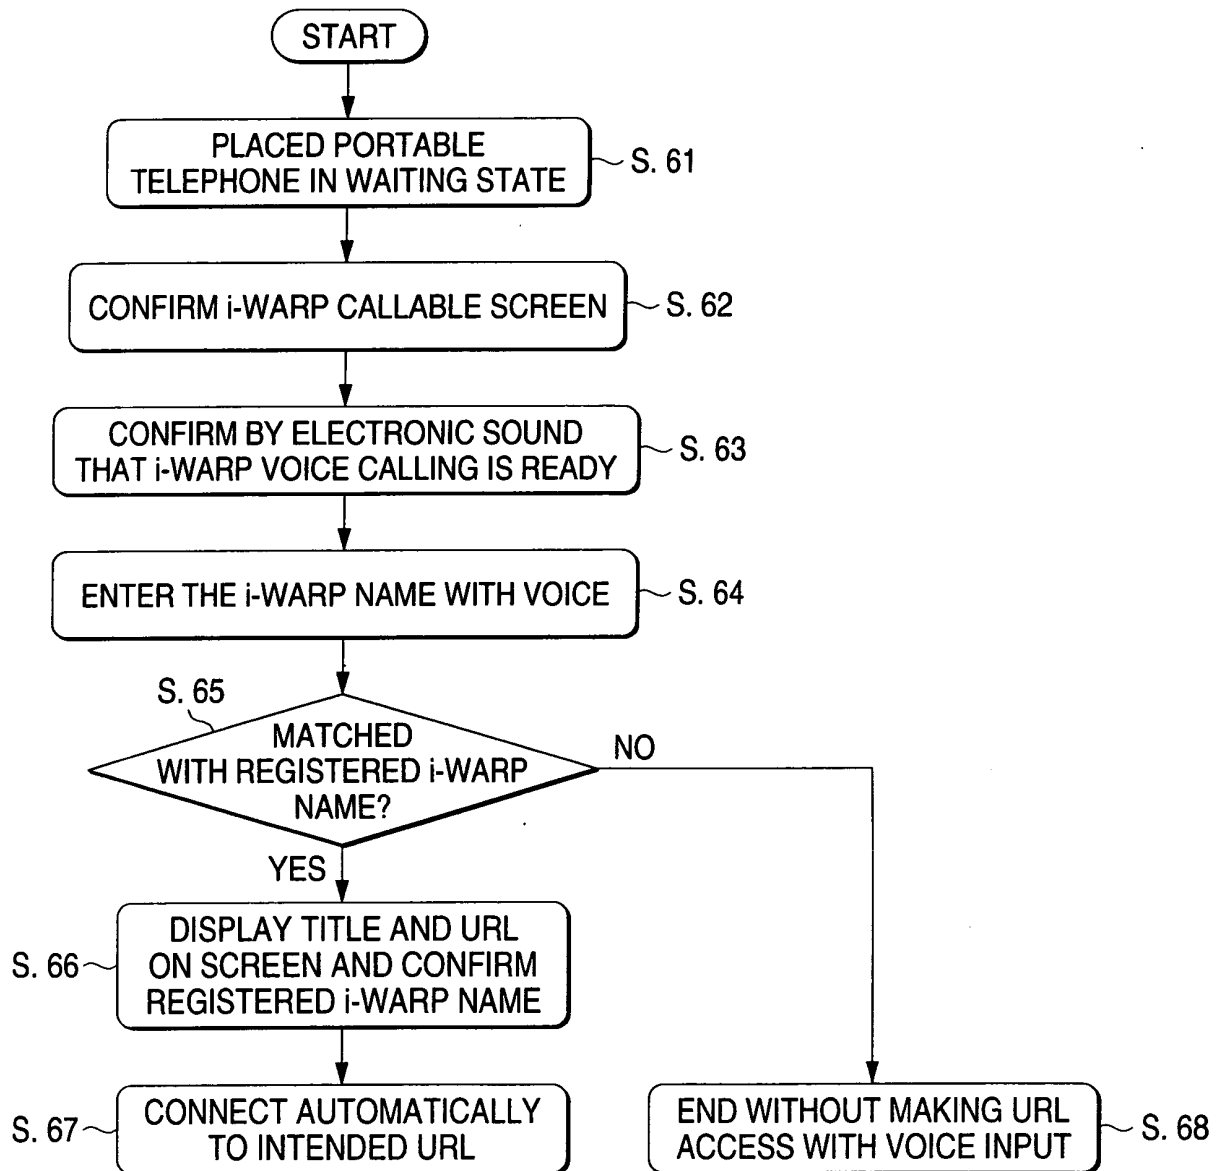 START
PLACED PORTABLE
TELEPHONE IN WAITING STATE
S. 61
CONFIRM i-WARP CALLABLE SCREEN
S. 62
CONFIRM BY ELECTRONIC SOUND
THAT i-WARP VOICE CALLING IS READY
S. 63
ENTER THE i-WARP NAME WITH VOICE
S. 64
S. 65
MATCHED
WITH REGISTERED i-WARP
NAME?
NO
YES
DISPLAY TITLE AND URL
ON SCREEN AND CONFIRM
REGISTERED i-WARP NAME
S. 66
CONNECT AUTOMATICALLY
TO INTENDED URL
S. 67
END WITHOUT MAKING URL
ACCESS WITH VOICE INPUT
S. 68